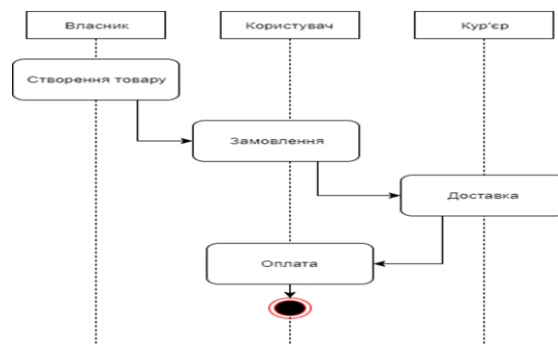 Власник
Користувач
Кур'єр
Створення товару
Замовлення
Доставка
Оплата